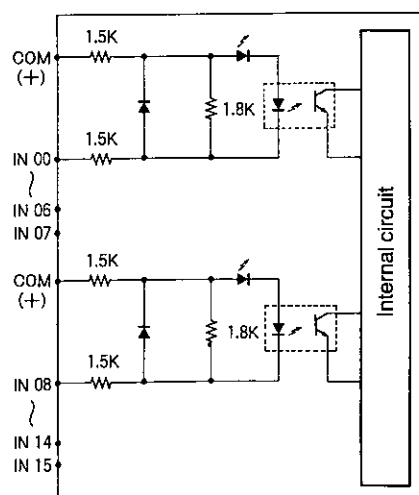 1.5K
COM
(+)
1.8K
1.5K
IN 00
IN 06
IN 07
1.5K
COM
(+)
1.8K
1.5K
IN 08
IN 14
IN 15
Internal circuit